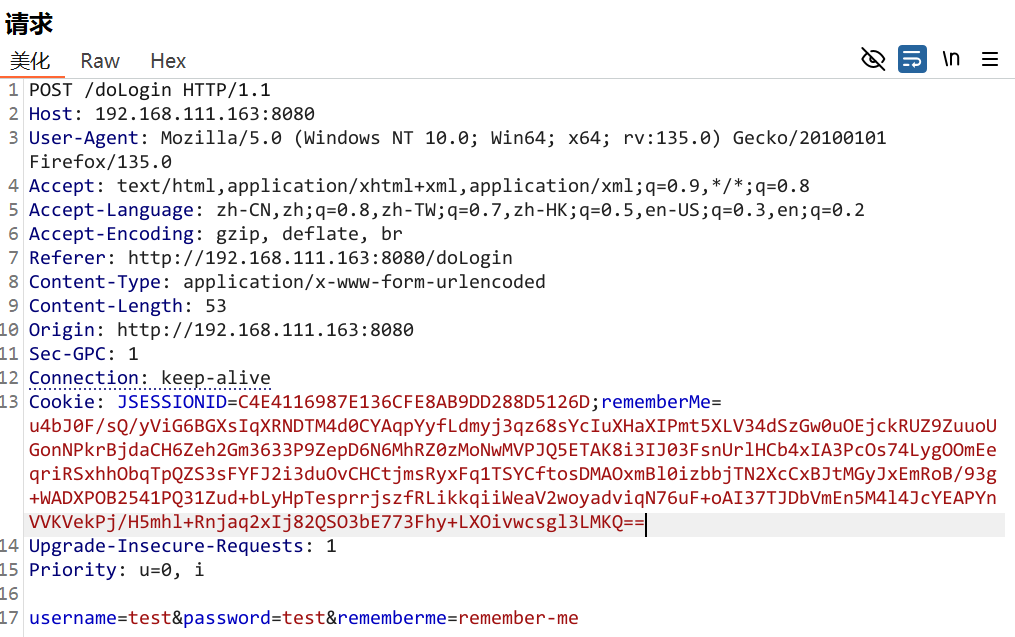 请求
美化 Raw Hex \n
1 POST /doLogin HTTP/1.1
2 Host: 192.168.111.163:8080
3 User-Agent: Mozilla/5.0 (Windows NT 10.0; Win64; x64; rv:135.0) Gecko/20100101
Firefox/135.0
4 Accept: text/html,application/xhtml+xml,application/xml;q=0.9,*/*;q=0.8
5 Accept-Language: zh-CN,zh;q=0.8,zh-TW;q=0.7,zh-HK;q=0.5,en-US;q=0.3,en;q=0.2
6 Accept-Encoding: gzip, deflate, br
7 Referer: http://192.168.111.163:8080/doLogin
8 Content-Type: application/x-www-form-urlencoded
9 Content-Length: 53
10 Origin: http://192.168.111.163:8080
11 Sec-GPC: 1
12 Connection: keep-alive
13 Cookie: JSESSIONID=C4E4116987E136CFE8AB9DD288D5126D;rememberMe=
u4bJ0F/sQ/yViG6BGXsIqXRNDTM4d0CYAqpYyfLdmyj3qz68sYcIuXHaXIPmt5XLV34dSzGw0uOEjckRUZ9ZuuoU
GonNPkrBjdaCH6Zeh2Gm3633P9ZepD6N6MhRZ0zMoNwMVPJQ5ETAK8i3IJ03FsnUrlHCb4xIA3PcOs74LygOOmEe
qriRSxhhObqTpQZS3sFYFJ2i3duOvCHCtjmsRyxFq1TSYCftosDMAOxmBl0izbbjTN2XcCxBJtMGyJxEmRoB/93g
+WADXPOB2541PQ31Zud+bLyHpTesprrjszfRLikkqiiWeaV2woyadviqN76uF+oAI37TJDbVmEn5M4l4JcYEAPYn
VVKVekPj/H5mhl+Rnjaq2xIj82QSO3bE773Fhy+LXOivwcsgl3LMKQ==
14 Upgrade-Insecure-Requests: 1
15 Priority: u=0, i
16
17 username=test&password=test&rememberme=remember-me